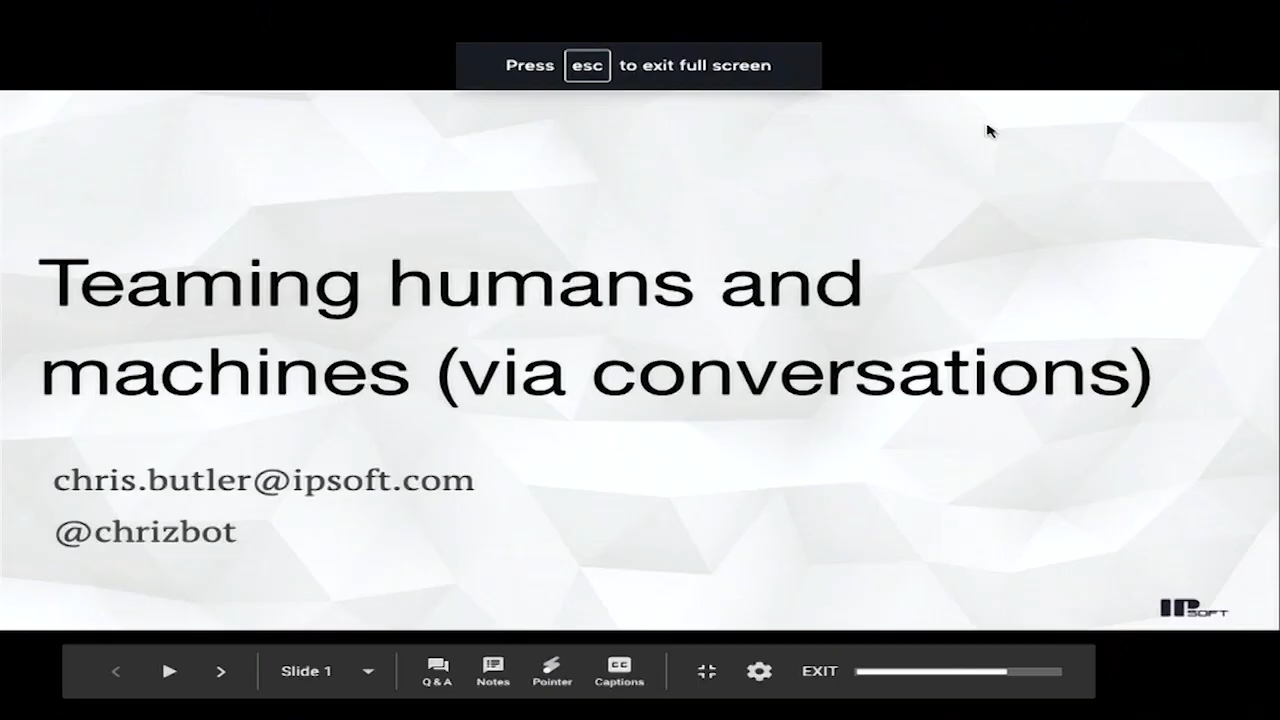 Press esc to exit full screen
Teaming humans and
machines (via conversations)
chris.butler@ipsoft.com
@chrizbot
IPSOFT
Slide 1
Q & A
Notes
Pointer
CC
Captions
EXIT